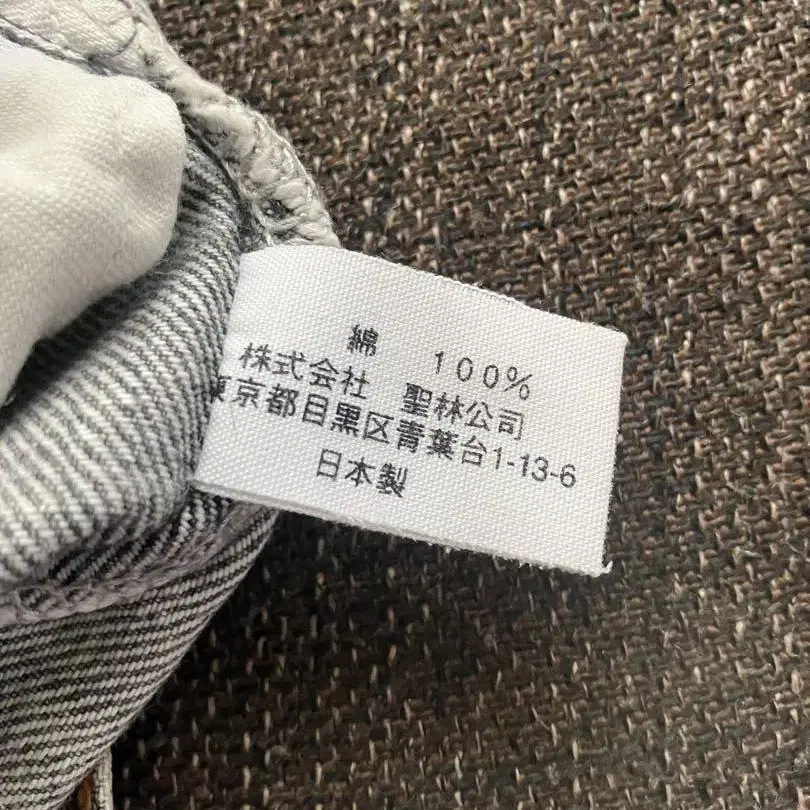 綿 100%
株式会社 聖林公司
東京都目黒区青葉台1-13-6
日本製